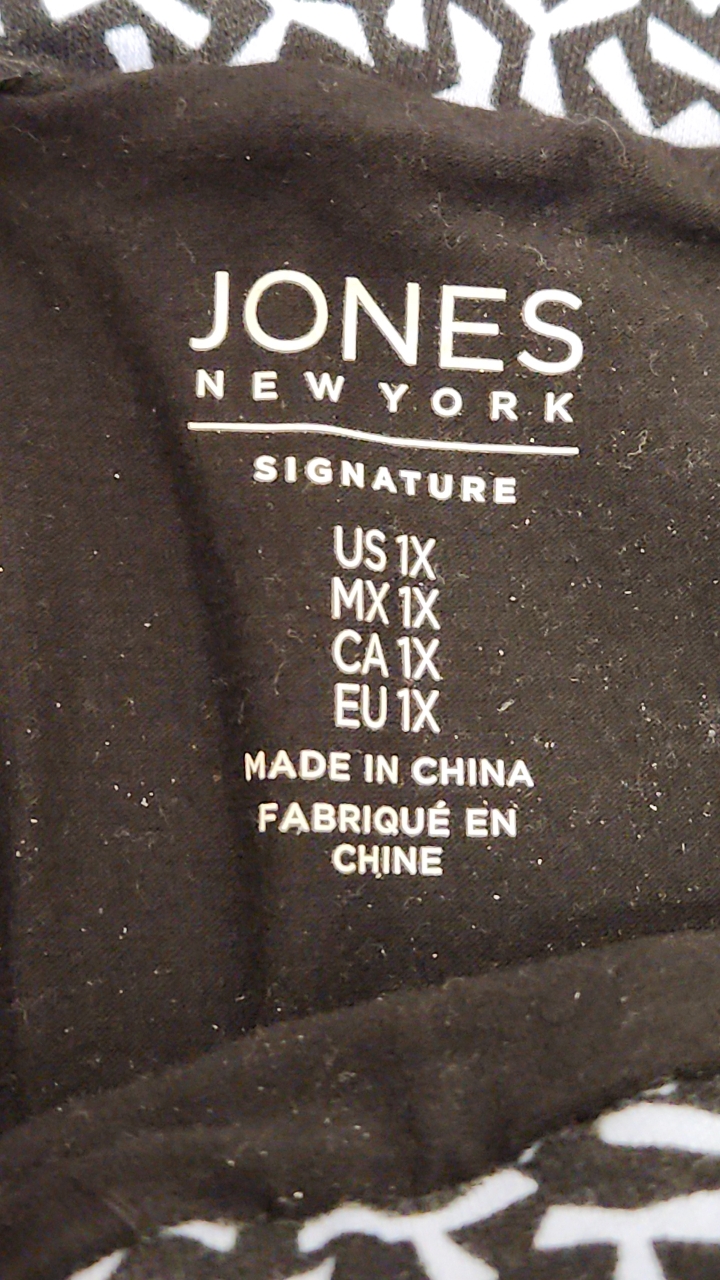 JONES
NEW YORK
SIGNATURE
US 1X
MX 1X
CA 1X
EU 1X
MADE IN CHINA
FABRIQUÉ EN
CHINE